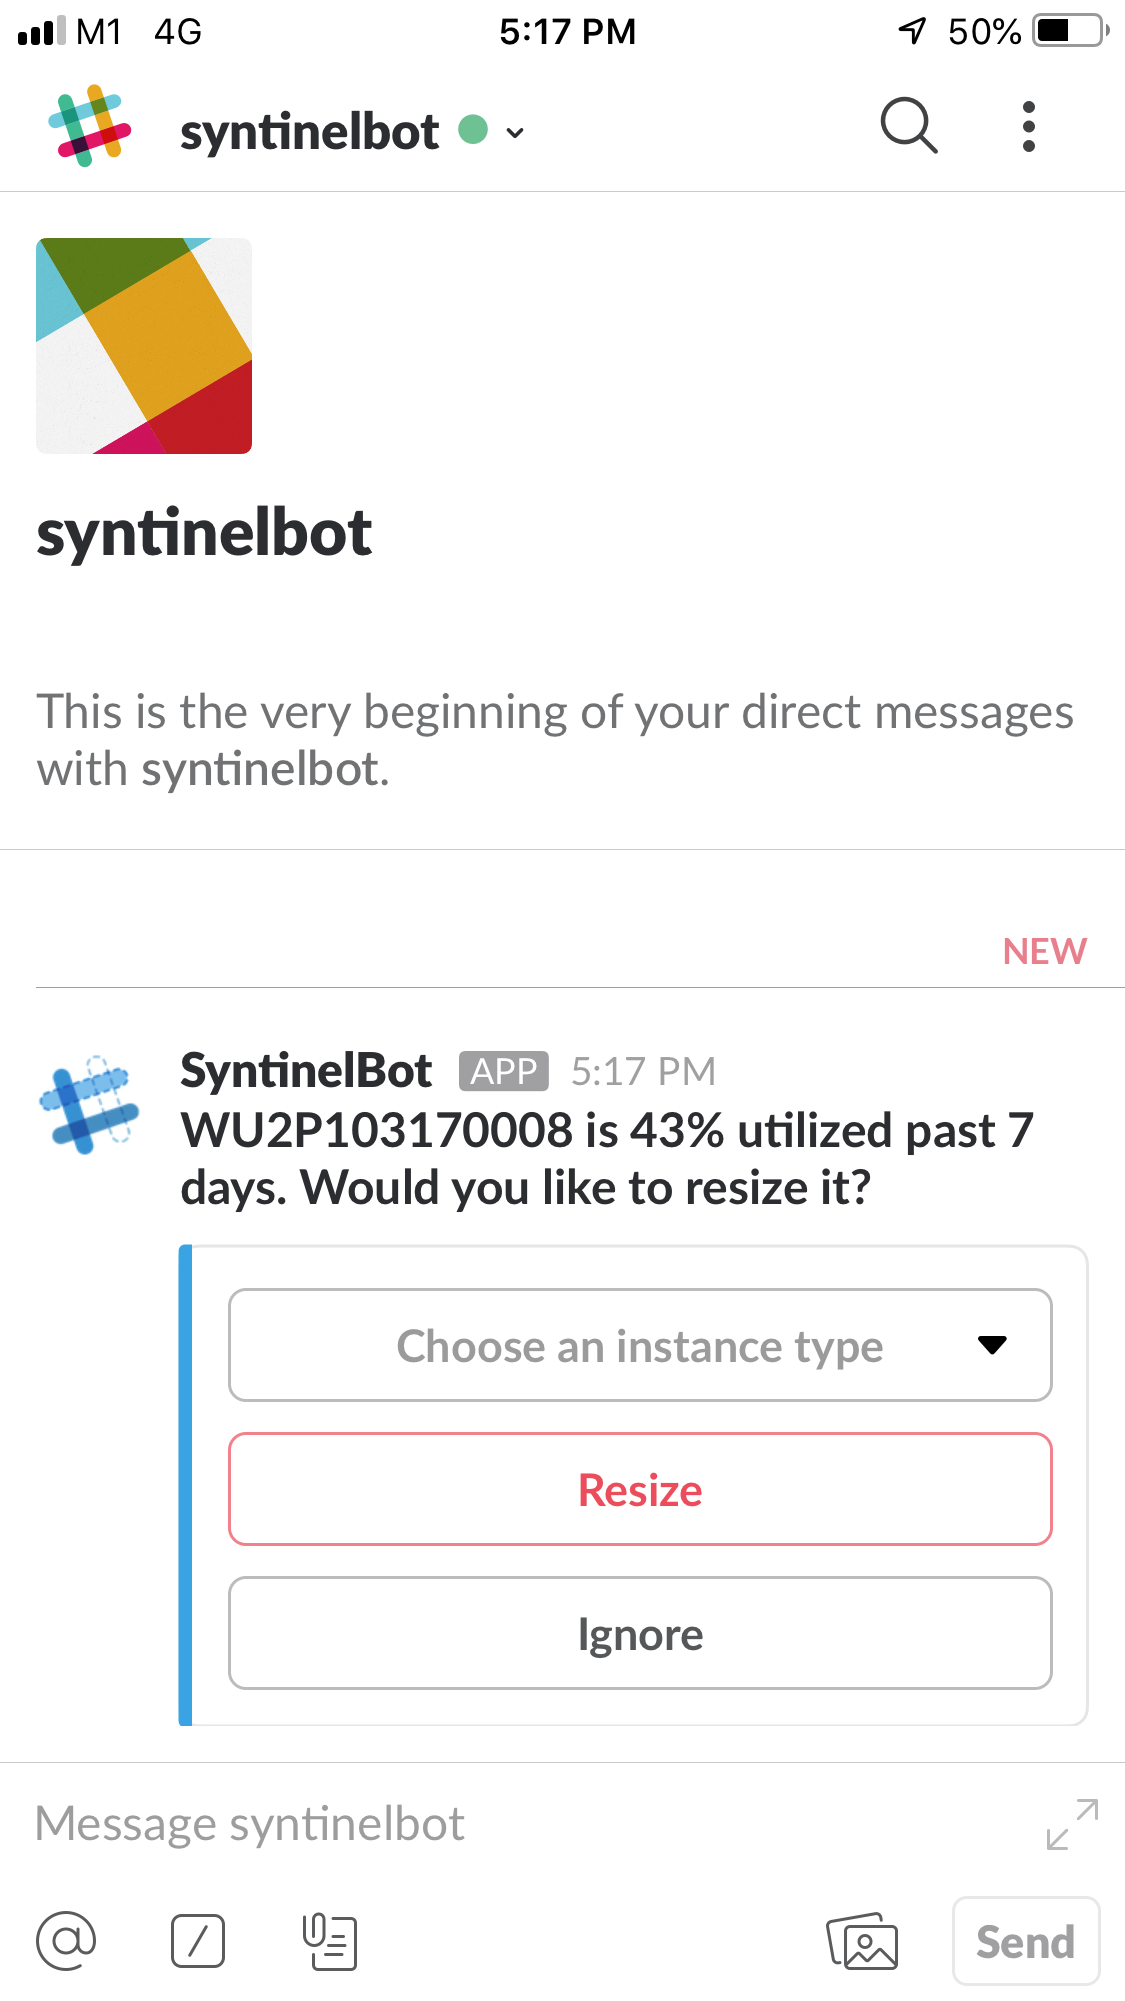 M1 4G 5:17 PM 50%
syntinelbot
syntinelbot
This is the very beginning of your direct messages
with syntinelbot.
NEW
SyntinelBot APP 5:17 PM
WU2P103170008 is 43% utilized past 7
days. Would you like to resize it?
Choose an instance type
Resize
Ignore
Message syntinelbot
Send